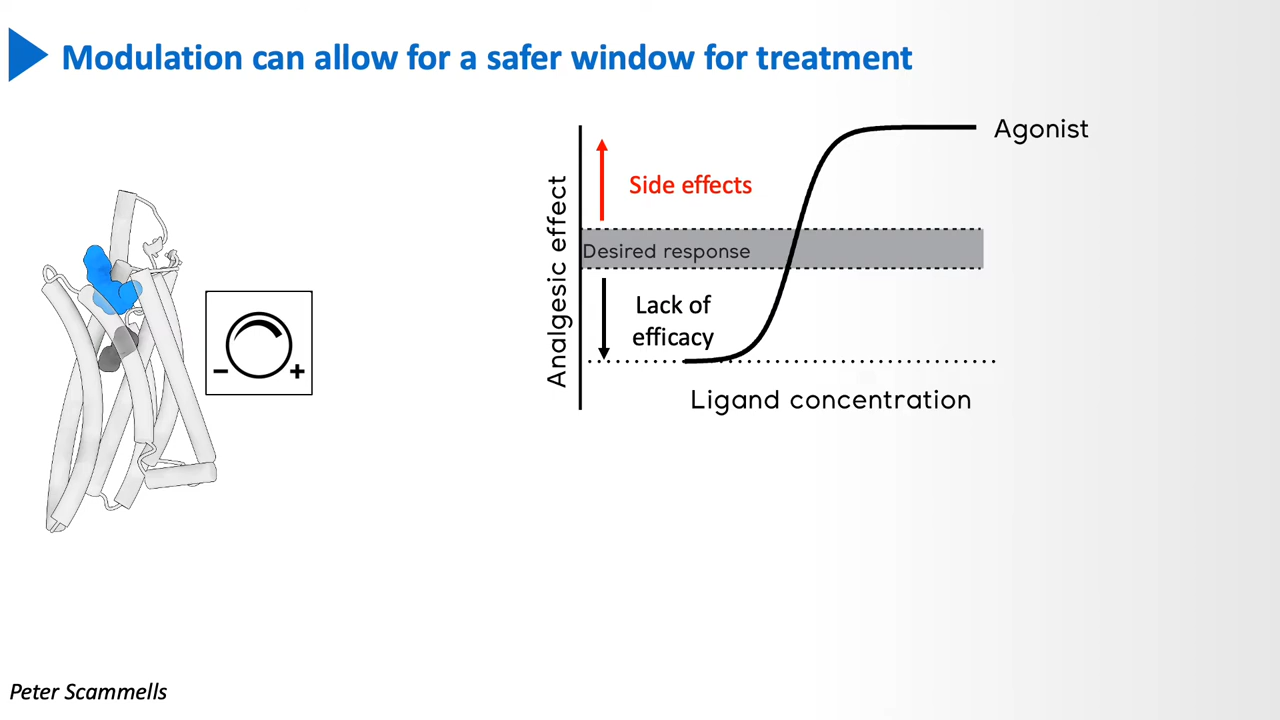 Modulation can allow for a safer window for treatment
Agonist
Side effects
Desired response
Lack of
efficacy
Analgesic effect
Ligand concentration
− +
Peter Scammells